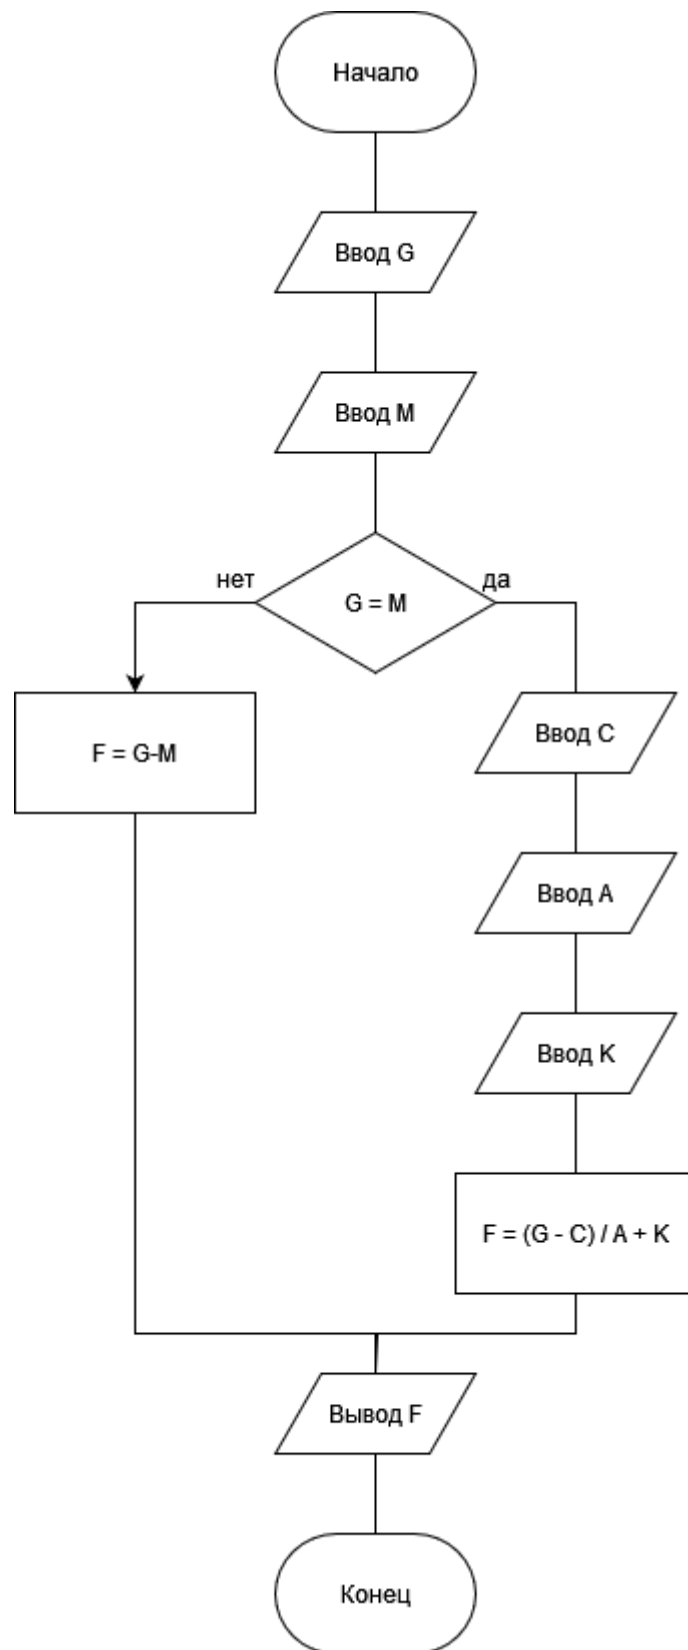 Начало
Ввод G
Ввод M
нет
G = M
да
F = G-M
Ввод C
Ввод A
Ввод K
F = (G - C) / A + K
Вывод F
Конец